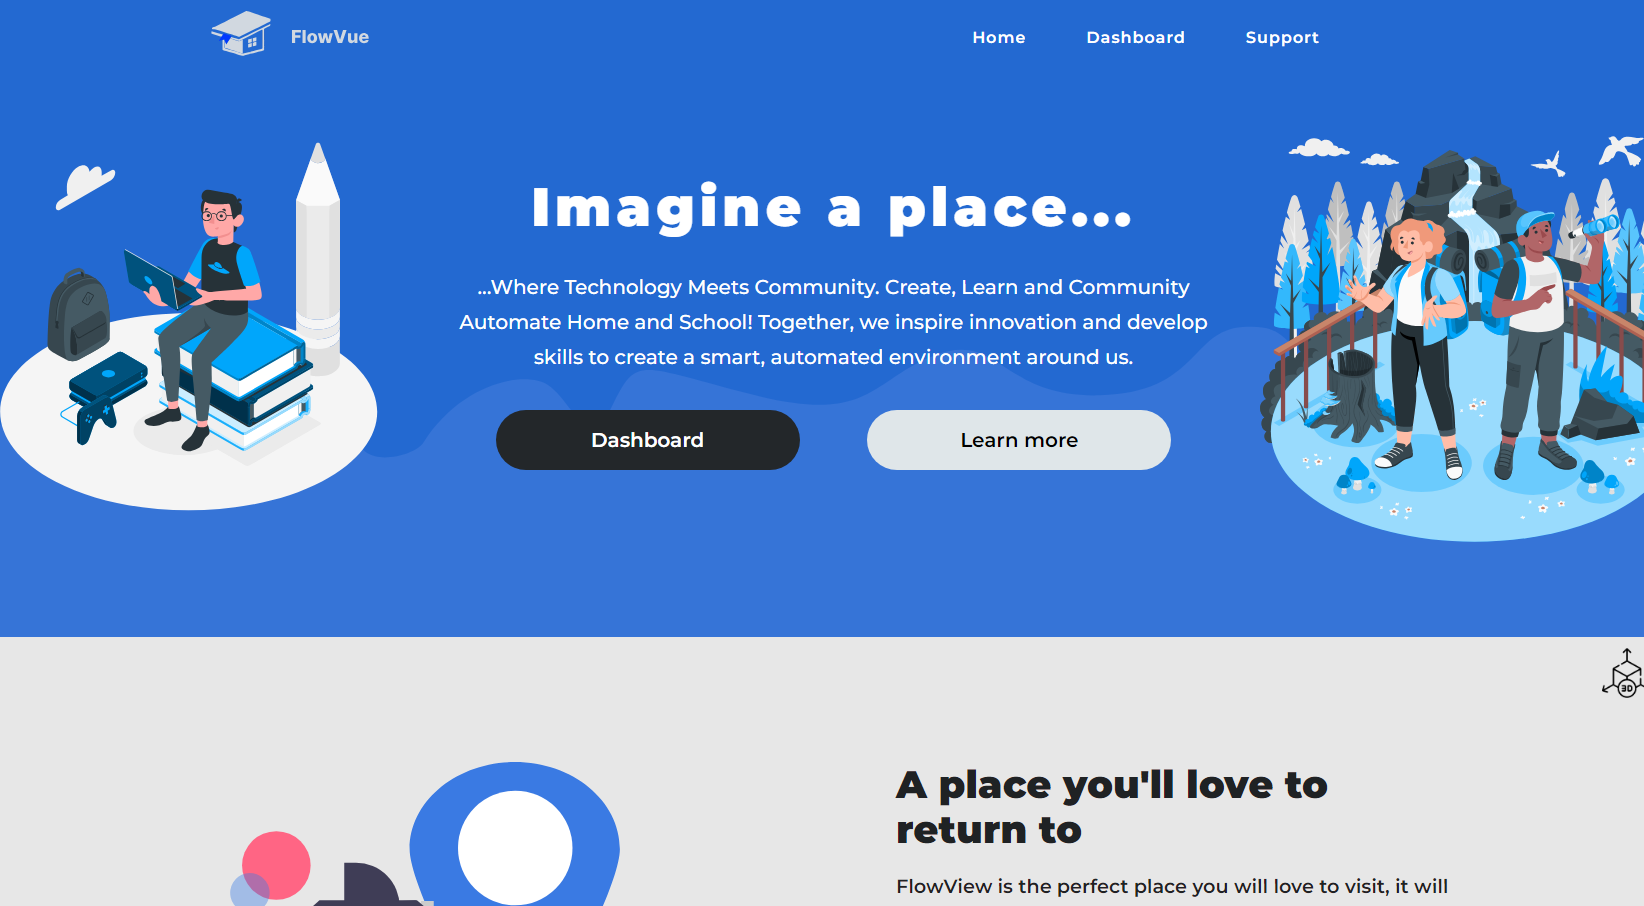 FlowVue
Home Dashboard Support
Imagine a place...
...Where Technology Meets Community. Create, Learn and Community
Automate Home and School! Together, we inspire innovation and develop
skills to create a smart, automated environment around us.
Dashboard
Learn more
3D
A place you'll love to
return to
FlowView is the perfect place you will love to visit, it will